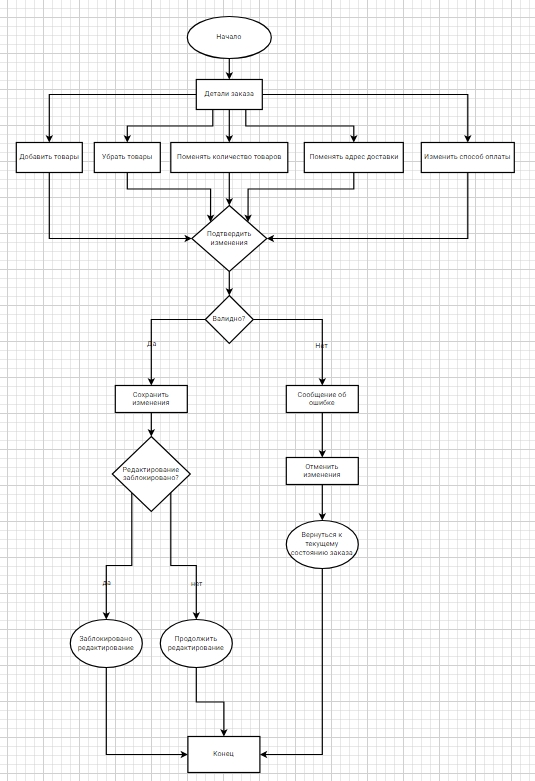 Начало
Детали заказа
Добавить товары
Убрать товары
Поменять количество товаров
Поменять адрес доставки
Изменить способ оплаты
Подтвердить
изменения
Валидно?
Да
Нет
Сохранить
изменения
Сообщение об
ошибке
Редактирование
заблокировано?
Отменить
изменения
Вернуться к
текущему
состоянию заказа
да
нет
Заблокировано
редактирование
Продолжить
редактирование
Конец